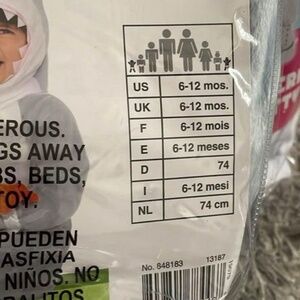 US 6-12 mos.
UK 6-12 mos.
F 6-12 mois
E 6-12 meses
D 74
I 6-12 mesi
NL 74 cm
EROUS.
GS AWAY
BS, BEDS,
TOY.
PUEDEN
ASFIXIA
NIÑOS. NO
No. 848183 13187